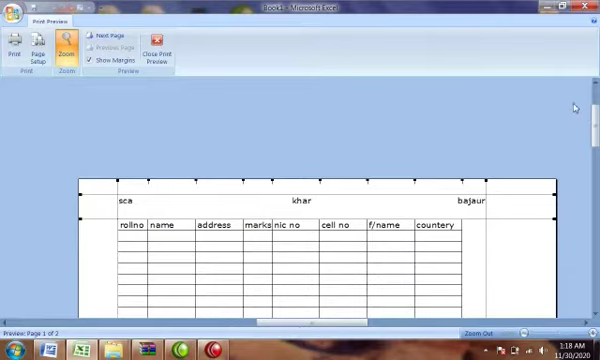 Book1 - Microsoft Excel
Print Preview
Print
Page Setup
Zoom
Next Page
Previous Page
Show Margins
Close Print Preview
Print
Zoom
Preview
sca khar bajaur
rollno name address marks nic no cell no f/name countery
Preview: Page 1 of 2
Zoom Out
1:18 AM
11/30/2020